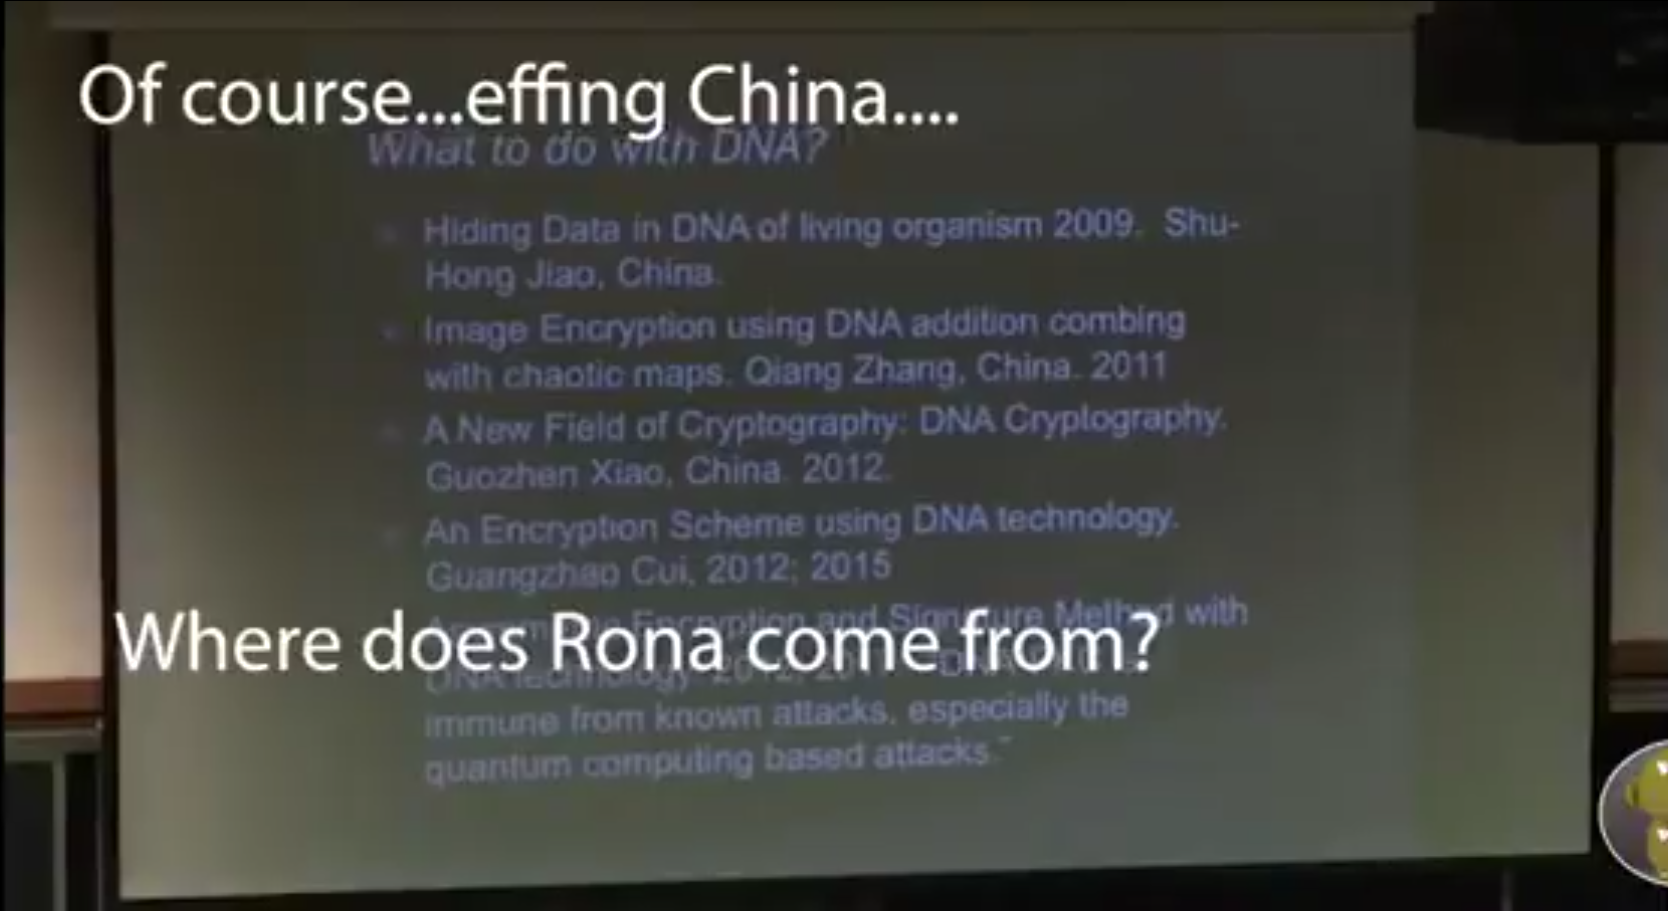 Of course...effing China....
What to do with DNA?
Hiding Data in DNA of living organism 2009. Shu-
Hong Jiao, China.
Image Encryption using DNA addition combing
with chaotic maps. Qiang Zhang, China. 2011
A New Field of Cryptography: DNA Cryptography.
Guozhen Xiao, China. 2012.
An Encryption Scheme using DNA technology.
Guangzhao Cui, 2012; 2015
Encryption and Signature Method with
Where does Rona come from?
DNA technology
immune from known attacks, especially the
quantum computing based attacks."